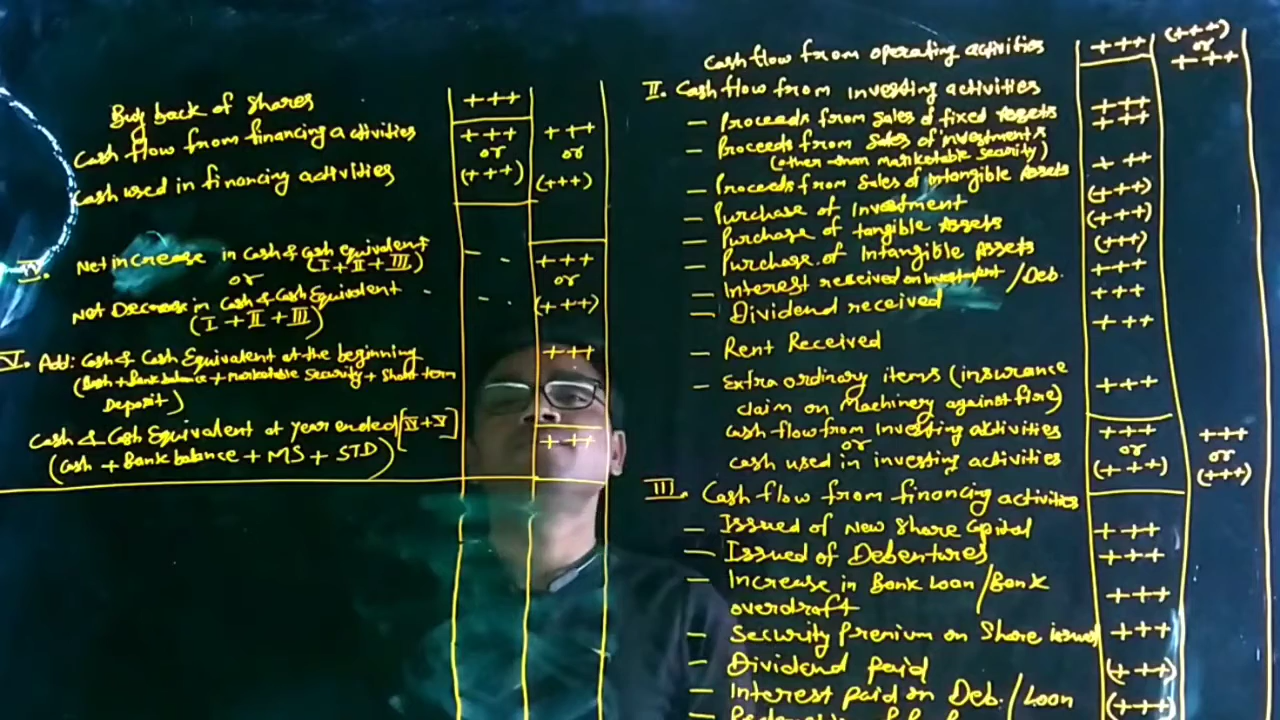 Buy back of shares +++
Cash flow from financing activities +++ +++
or or
Cash used in financing activities (+++) (+++)
IV. Net increase in Cash & Cash equivalent - - +++
(I + II + III)
or or
Net Decrease in Cash & Cash Equivalent - - - (+++)
(I + II + III)
V. Add: Cash & Cash Equivalent at the beginning +++
(Cash + Bank balance + Marketable Security + Short term
Deposit)
Cash & Cash Equivalent at year ended [IV + V] +++
(Cash + Bank balance + MS + STD)
(+++)
or
Cash flow from operating activities +++ +++
II. Cash flow from investing activities
- Proceeds from Sales of fixed Assets +++
- Proceeds from Sales of investments +++
(other than marketable security)
- Proceeds from Sales of Intangible Assets +++
- Purchase of Investment (+++)
- Purchase of tangible Assets (+++)
- Purchase of Intangible Assets (+++)
- Interest received on Investment / Deb. +++
- Dividend received +++
- Rent Received +++
- Extra ordinary items (insurance
claim on Machinery against fire) +++
Cash flow from Investing activities +++ +++
or or or
cash used in investing activities (+++) (+++)
III. Cash flow from financing activities
- Issued of New Share Capital +++
- Issued of Debentures +++
- Increase in Bank Loan / Bank
overdraft +++
- Security Premium on Share issued +++
- Dividend paid (+++)
- Interest paid on Deb. / Loan (+++)